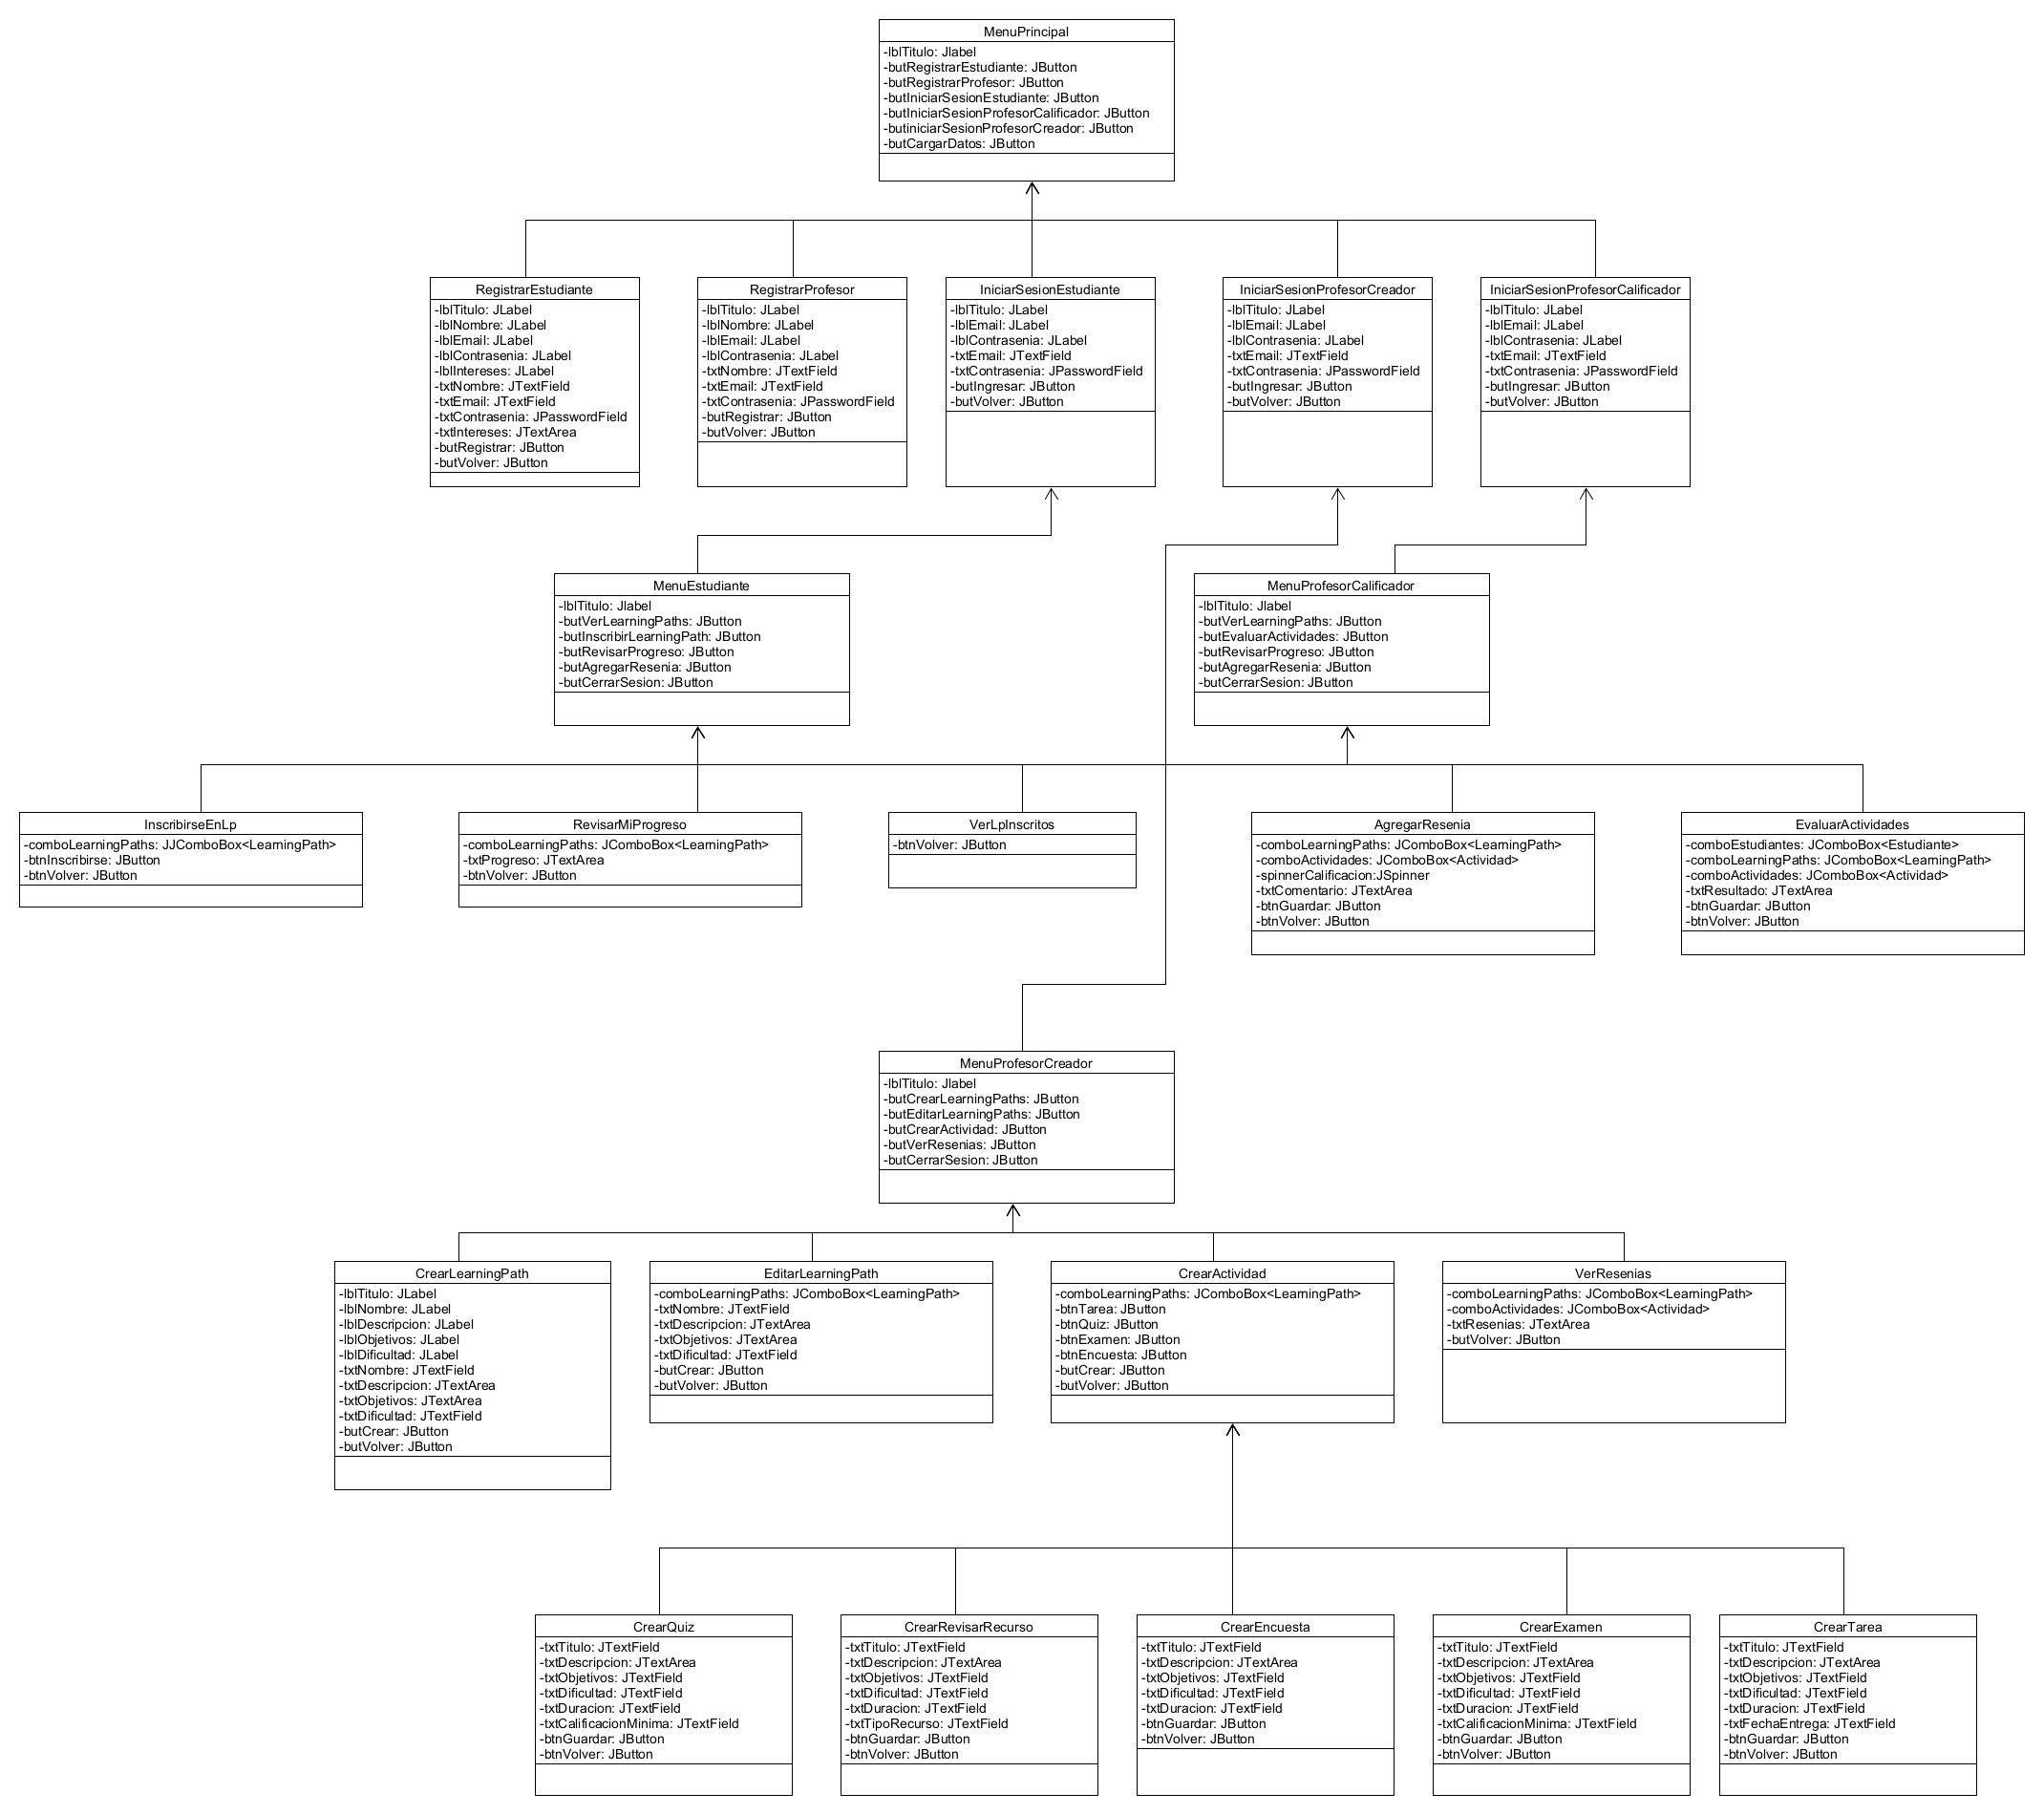 MenuPrincipal
-lblTitulo: Jlabel
-butRegistrarEstudiante: JButton
-butRegistrarProfesor: JButton
-butIniciarSesionEstudiante: JButton
-butIniciarSesionProfesorCalificador: JButton
-butiniciarSesionProfesorCreador: JButton
-butCargarDatos: JButton
RegistrarEstudiante
-lblTitulo: JLabel
-lblNombre: JLabel
-lblEmail: JLabel
-lblContrasenia: JLabel
-lblIntereses: JLabel
-txtNombre: JTextField
-txtEmail: JTextField
-txtContrasenia: JPasswordField
-txtIntereses: JTextArea
-butRegistrar: JButton
-butVolver: JButton
RegistrarProfesor
-lblTitulo: JLabel
-lblNombre: JLabel
-lblEmail: JLabel
-lblContrasenia: JLabel
-txtNombre: JTextField
-txtEmail: JTextField
-txtContrasenia: JPasswordField
-butRegistrar: JButton
-butVolver: JButton
IniciarSesionEstudiante
-lblTitulo: JLabel
-lblEmail: JLabel
-lblContrasenia: JLabel
-txtEmail: JTextField
-txtContrasenia: JPasswordField
-butIngresar: JButton
-butVolver: JButton
IniciarSesionProfesorCreador
-lblTitulo: JLabel
-lblEmail: JLabel
-lblContrasenia: JLabel
-txtEmail: JTextField
-txtContrasenia: JPasswordField
-butIngresar: JButton
-butVolver: JButton
IniciarSesionProfesorCalificador
-lblTitulo: JLabel
-lblEmail: JLabel
-lblContrasenia: JLabel
-txtEmail: JTextField
-txtContrasenia: JPasswordField
-butIngresar: JButton
-butVolver: JButton
MenuEstudiante
-lblTitulo: Jlabel
-butVerLearningPaths: JButton
-butInscribirLearningPath: JButton
-butRevisarProgreso: JButton
-butAgregarResenia: JButton
-butCerrarSesion: JButton
MenuProfesorCalificador
-lblTitulo: Jlabel
-butVerLearningPaths: JButton
-butEvaluarActividades: JButton
-butRevisarProgreso: JButton
-butAgregarResenia: JButton
-butCerrarSesion: JButton
InscribirseEnLp
-comboLearningPaths: JJComboBox<LearningPath>
-btnInscribirse: JButton
-btnVolver: JButton
RevisarMiProgreso
-comboLearningPaths: JComboBox<LearningPath>
-txtProgreso: JTextArea
-btnVolver: JButton
VerLpInscritos
-btnVolver: JButton
AgregarResenia
-comboLearningPaths: JComboBox<LearningPath>
-comboActividades: JComboBox<Actividad>
-spinnerCalificacion:JSpinner
-txtComentario: JTextArea
-btnGuardar: JButton
-btnVolver: JButton
EvaluarActividades
-comboEstudiantes: JComboBox<Estudiante>
-comboLearningPaths: JComboBox<LearningPath>
-comboActividades: JComboBox<Actividad>
-txtResultado: JTextArea
-btnGuardar: JButton
-btnVolver: JButton
MenuProfesorCreador
-lblTitulo: Jlabel
-butCrearLearningPaths: JButton
-butEditarLearningPaths: JButton
-butCrearActividad: JButton
-butVerResenias: JButton
-butCerrarSesion: JButton
CrearLearningPath
-lblTitulo: JLabel
-lblNombre: JLabel
-lblDescripcion: JLabel
-lblObjetivos: JLabel
-lblDificultad: JLabel
-txtNombre: JTextField
-txtDescripcion: JTextArea
-txtObjetivos: JTextArea
-txtDificultad: JTextField
-butCrear: JButton
-butVolver: JButton
EditarLearningPath
-comboLearningPaths: JComboBox<LearningPath>
-txtNombre: JTextField
-txtDescripcion: JTextArea
-txtObjetivos: JTextArea
-txtDificultad: JTextField
-butCrear: JButton
-butVolver: JButton
CrearActividad
-comboLearningPaths: JComboBox<LearningPath>
-btnTarea: JButton
-btnQuiz: JButton
-btnExamen: JButton
-btnEncuesta: JButton
-butCrear: JButton
-butVolver: JButton
VerResenias
-comboLearningPaths: JComboBox<LearningPath>
-comboActividades: JComboBox<Actividad>
-txtResenias: JTextArea
-butVolver: JButton
CrearQuiz
-txtTitulo: JTextField
-txtDescripcion: JTextArea
-txtObjetivos: JTextField
-txtDificultad: JTextField
-txtDuracion: JTextField
-txtCalificacionMinima: JTextField
-btnGuardar: JButton
-btnVolver: JButton
CrearRevisarRecurso
-txtTitulo: JTextField
-txtDescripcion: JTextArea
-txtObjetivos: JTextField
-txtDificultad: JTextField
-txtDuracion: JTextField
-txtTipoRecurso: JTextField
-btnGuardar: JButton
-btnVolver: JButton
CrearEncuesta
-txtTitulo: JTextField
-txtDescripcion: JTextArea
-txtObjetivos: JTextField
-txtDificultad: JTextField
-txtDuracion: JTextField
-btnGuardar: JButton
-btnVolver: JButton
CrearExamen
-txtTitulo: JTextField
-txtDescripcion: JTextArea
-txtObjetivos: JTextField
-txtDificultad: JTextField
-txtDuracion: JTextField
-txtCalificacionMinima: JTextField
-btnGuardar: JButton
-btnVolver: JButton
CrearTarea
-txtTitulo: JTextField
-txtDescripcion: JTextArea
-txtObjetivos: JTextField
-txtDificultad: JTextField
-txtDuracion: JTextField
-txtFechaEntrega: JTextField
-btnGuardar: JButton
-btnVolver: JButton